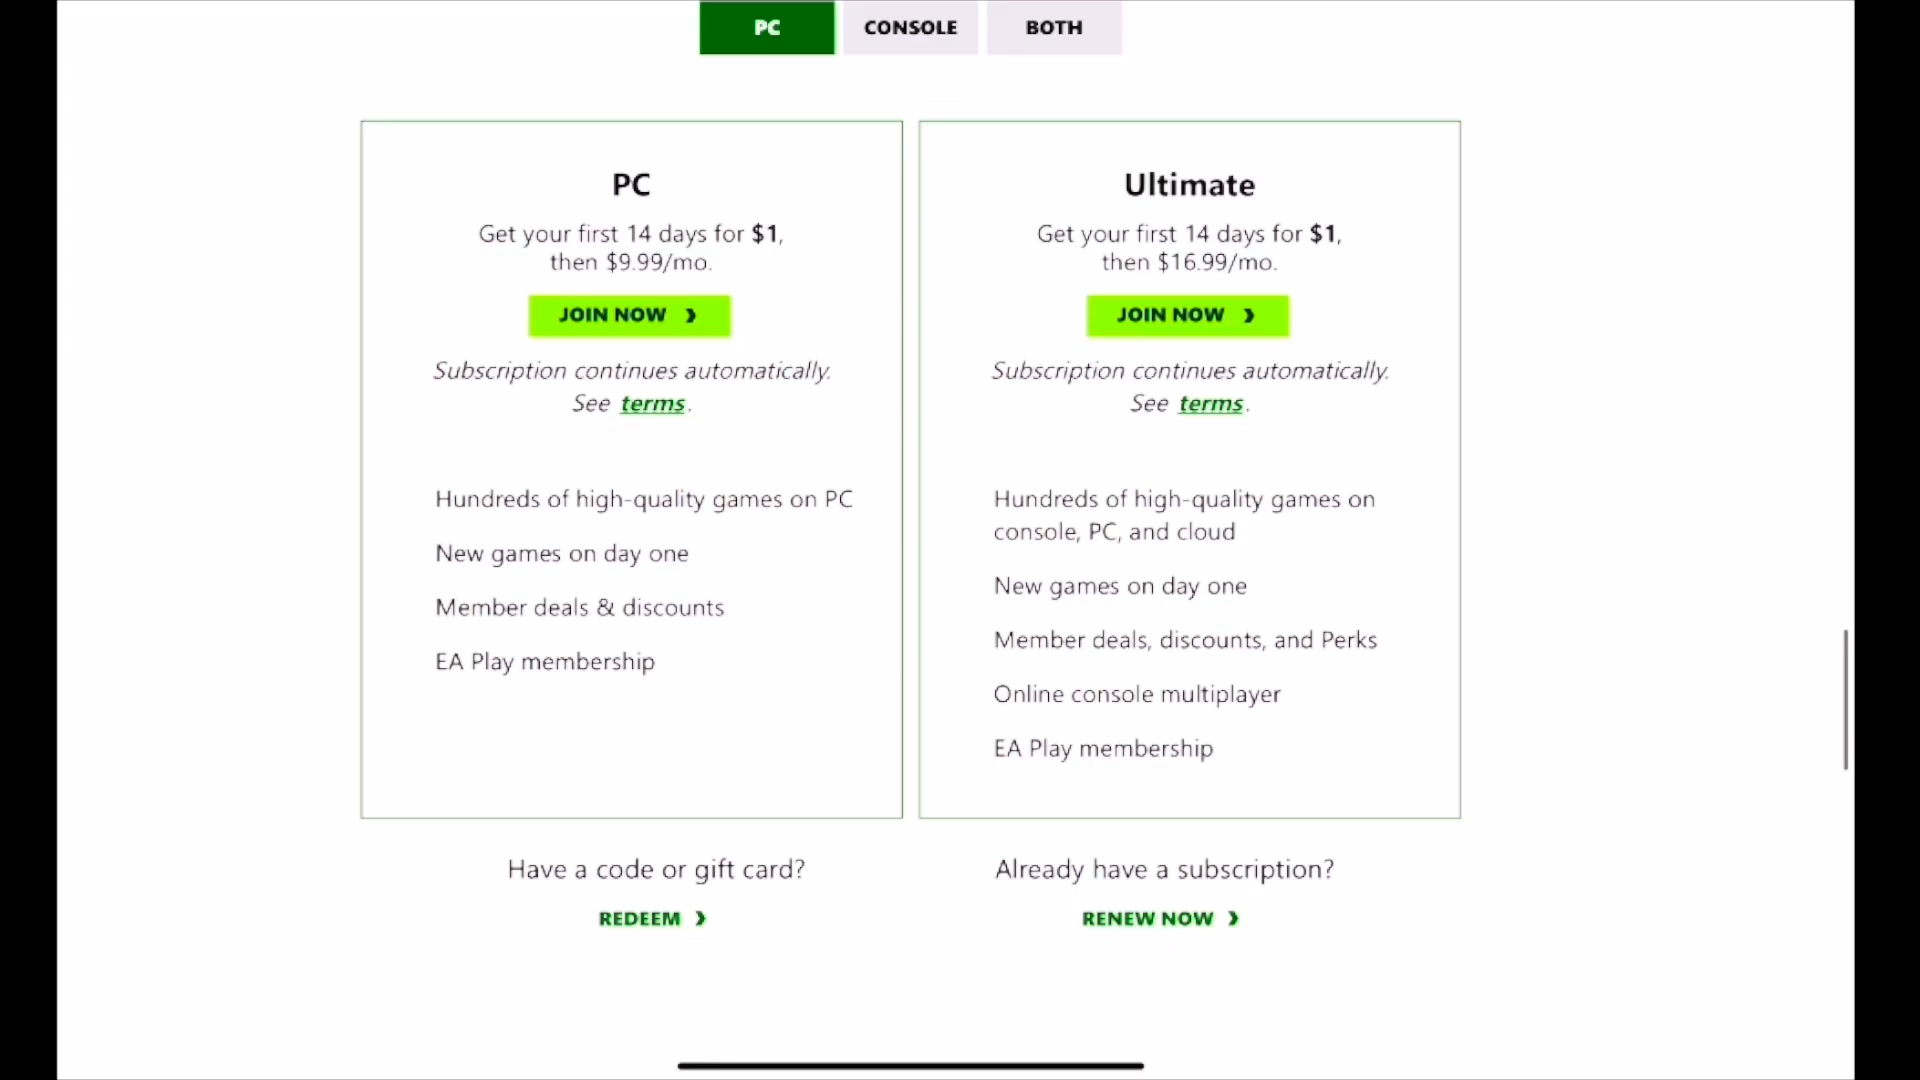 PC CONSOLE BOTH
PC
Get your first 14 days for $1,
then $9.99/mo.
JOIN NOW
Subscription continues automatically.
See terms.
Hundreds of high-quality games on PC
New games on day one
Member deals & discounts
EA Play membership
Ultimate
Get your first 14 days for $1,
then $16.99/mo.
JOIN NOW
Subscription continues automatically.
See terms.
Hundreds of high-quality games on
console, PC, and cloud
New games on day one
Member deals, discounts, and Perks
Online console multiplayer
EA Play membership
Have a code or gift card?
REDEEM
Already have a subscription?
RENEW NOW